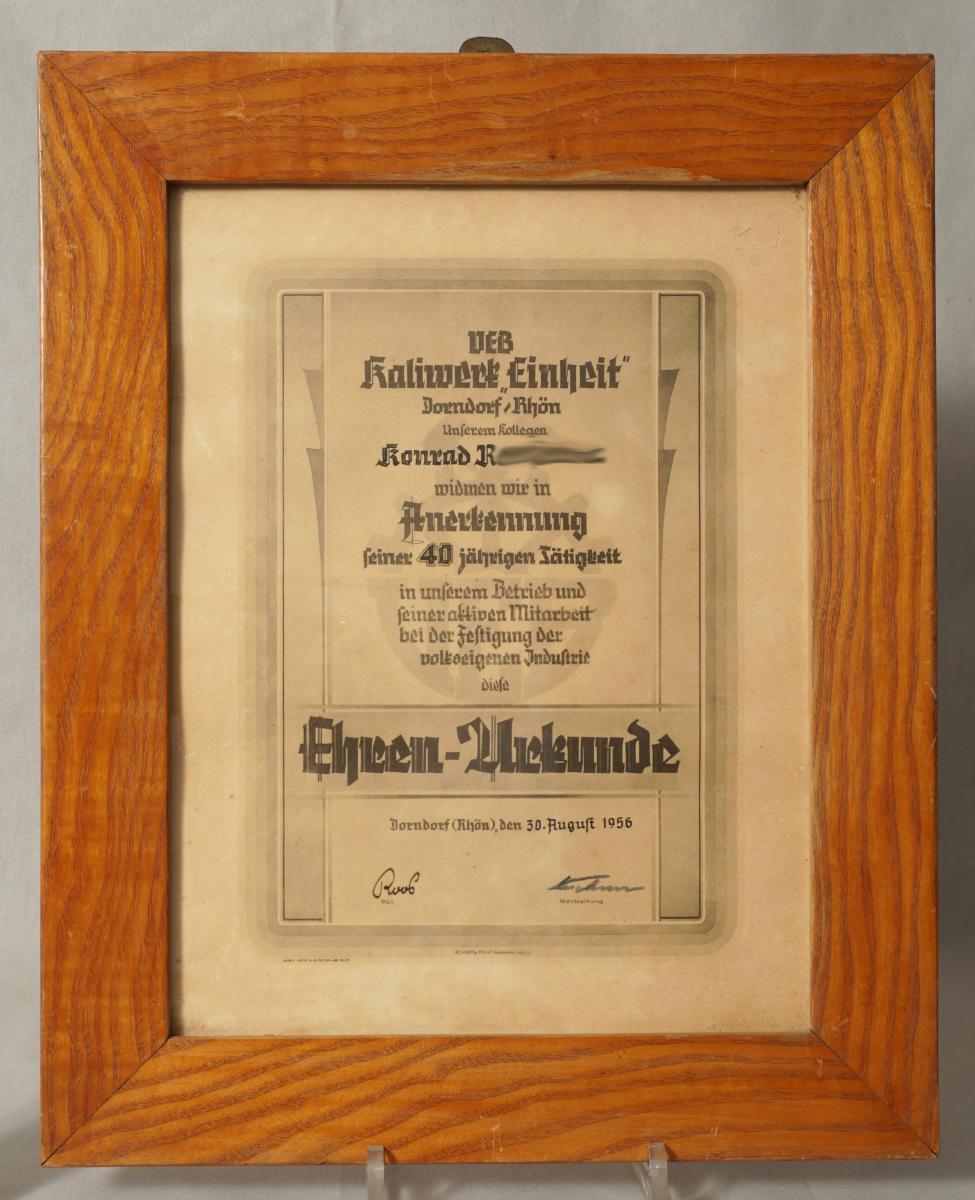 VEB
Kaliwerk „Einheit“
Dorndorf/Rhön
Unserem Kollegen
Konrad R
widmen wir in
Anerkennung
seiner 40 jährigen Tätigkeit
in unserem Betrieb und
seiner aktiven Mitarbeit
bei der Festigung der
volkseigenen Industrie
diese
Ehren-Urkunde
Dorndorf (Rhön), den 30. August 1956
Roos
BGL
Werkleitung